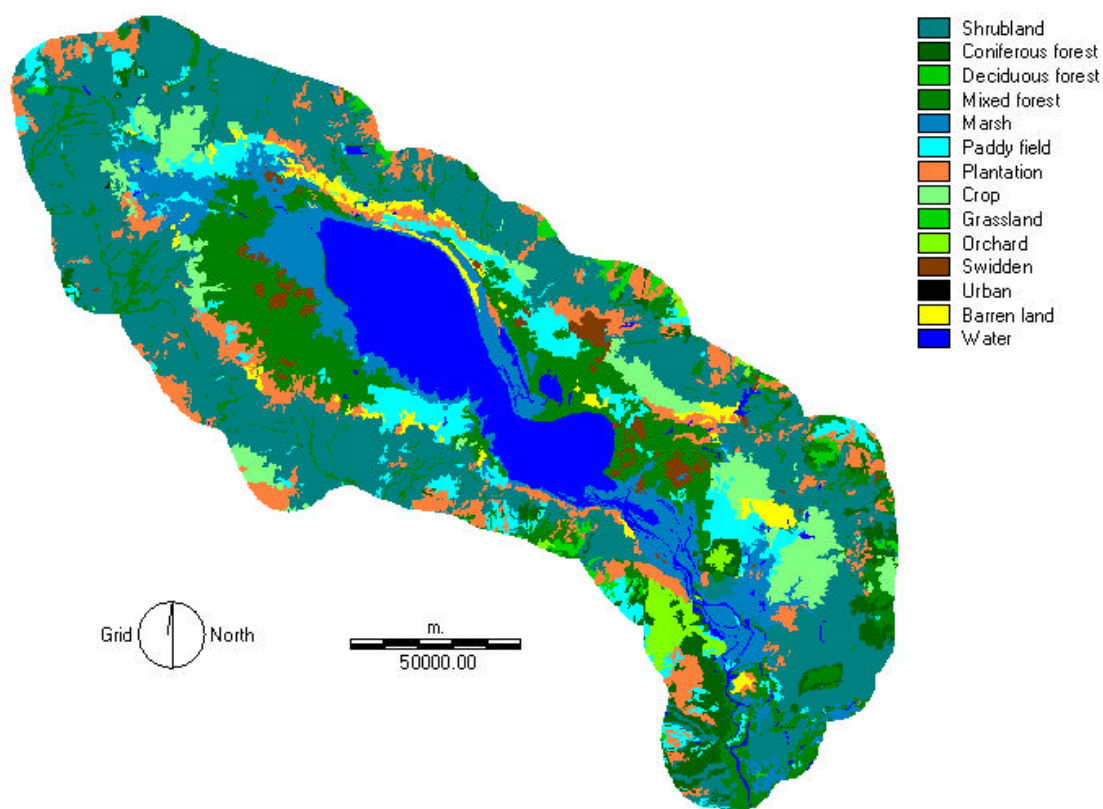 Shrubland
Coniferous forest
Deciduous forest
Mixed forest
Marsh
Paddy field
Plantation
Crop
Grassland
Orchard
Swidden
Urban
Barren land
Water
Grid North
m.
50000.00